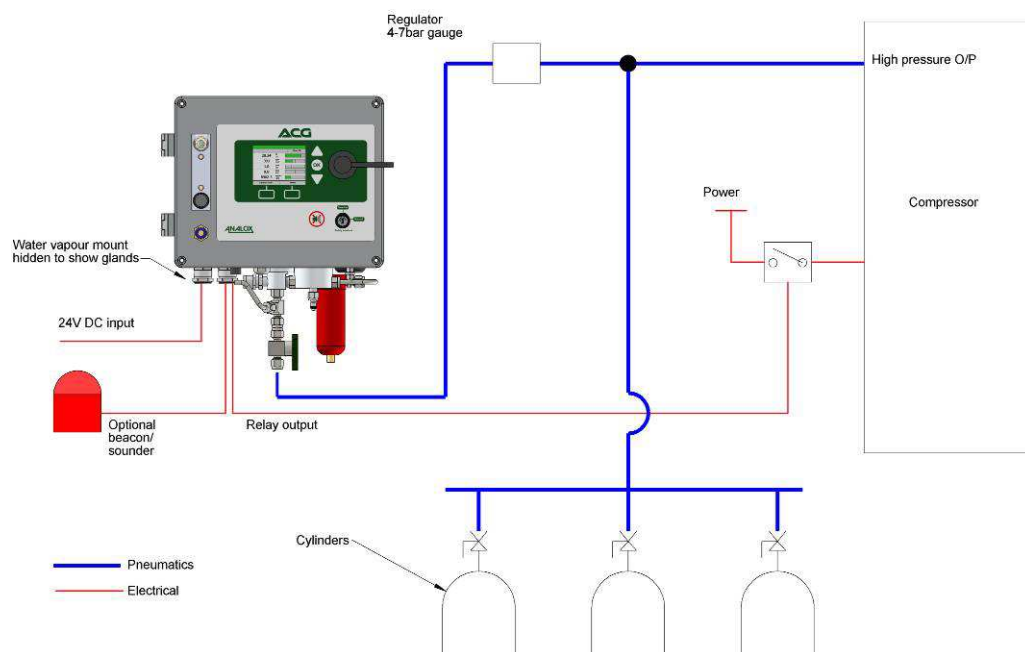 Regulator
4-7bar gauge
High pressure O/P
ACG
OK
Power
Compressor
ANALOX
Water vapour mount
hidden to show glands
24V DC input
Optional
beacon/
sounder
Relay output
Cylinders
Pneumatics
Electrical